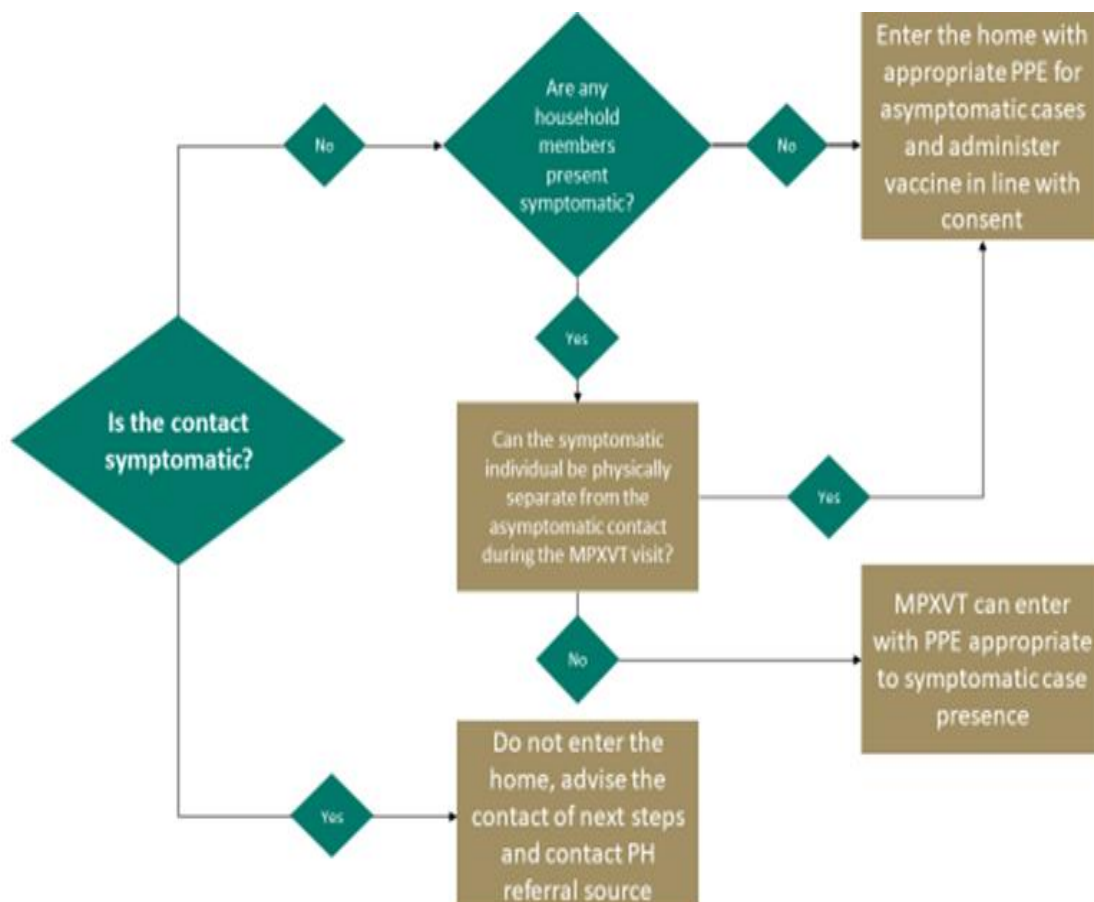 Enter the home with
appropriate PPE for
asymptomatic cases
and administer
vaccine in line with
consent
Are any
household
members
present
symptomatic?
No
No
Yes
Is the contact
symptomatic?
Can the symptomatic
individual be physically
separate from the
asymptomatic contact
during the MPXVT visit?
Yes
No
MPXVT can enter
with PPE appropriate
to symptomatic case
presence
Yes
Do not enter the
home, advise the
contact of next steps
and contact PH
referral source